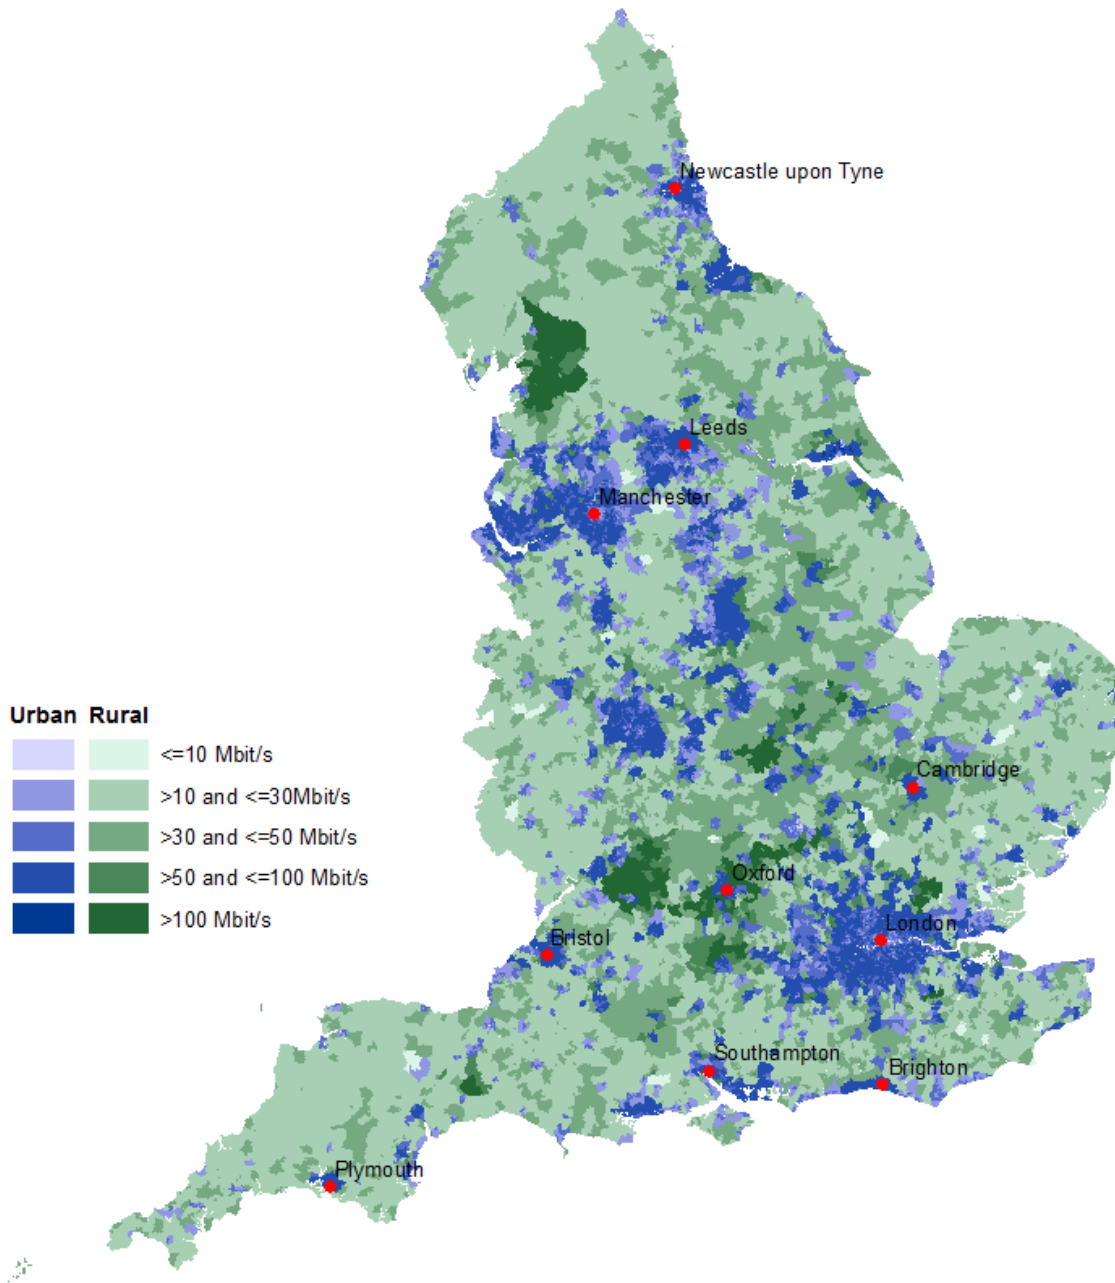 Newcastle upon Tyne
Leeds
Manchester
Urban Rural
<=10 Mbit/s
>10 and <=30Mbit/s
>30 and <=50 Mbit/s
>50 and <=100 Mbit/s
>100 Mbit/s
Cambridge
Oxford
London
Bristol
Southampton
Brighton
Plymouth